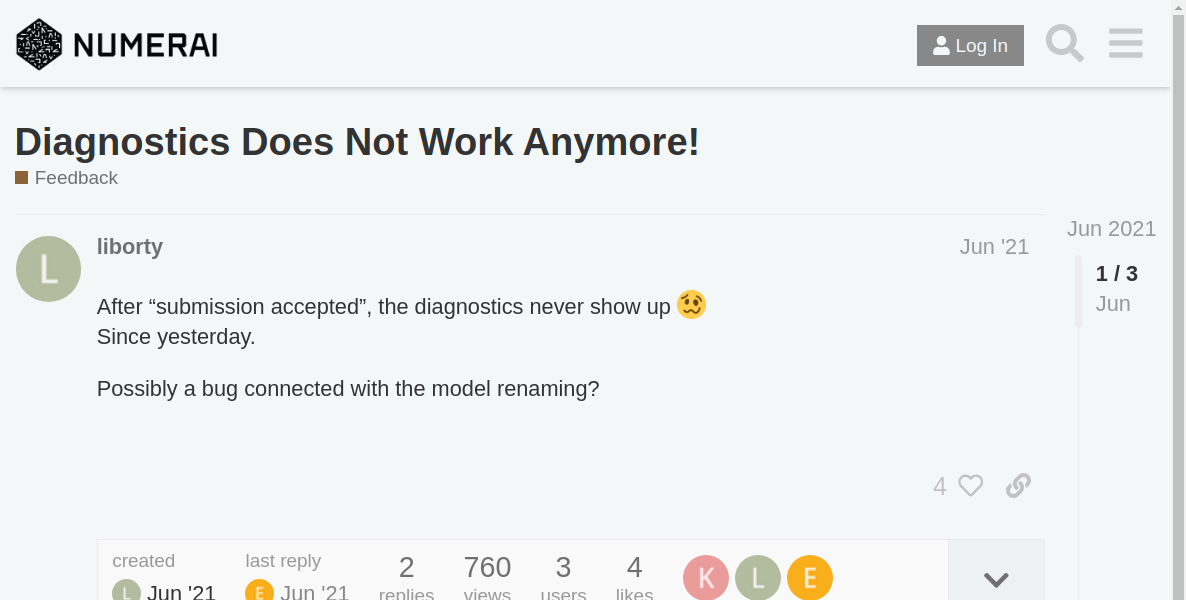 NUMERAI
Log In
Diagnostics Does Not Work Anymore!
Feedback
Jun 2021
L
liborty
Jun '21
1 / 3
Jun
After “submission accepted”, the diagnostics never show up
Since yesterday.
Possibly a bug connected with the model renaming?
4
created
last reply
2
760
3
4
K
L
E
L
Jun '21
E
Jun '21
replies
views
users
likes